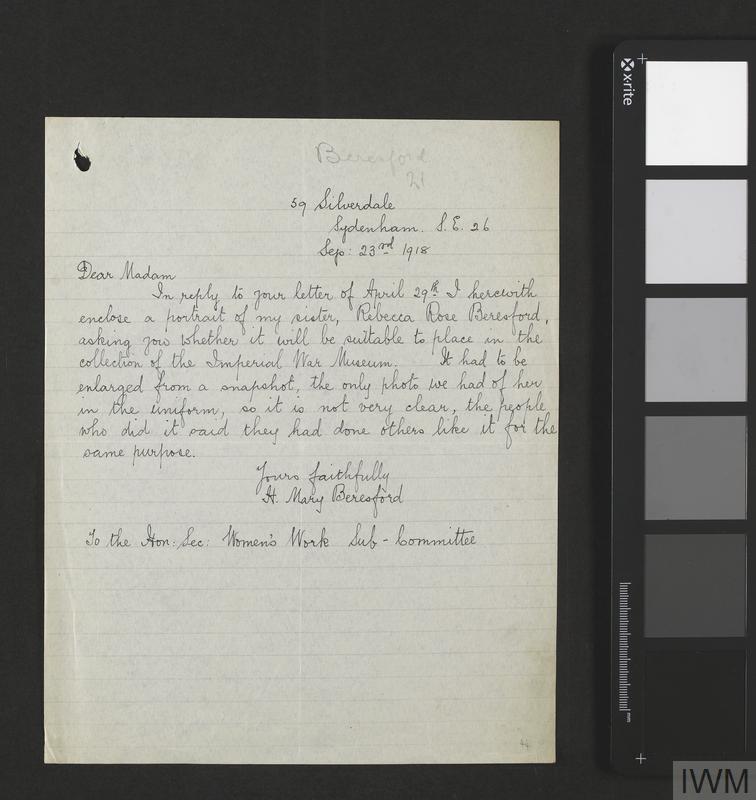 Beresford
21
59 Silverdale
Sydenham. S.E. 26
Sep: 23rd 1918
Dear Madam
In reply to your letter of April 29th I herewith
enclose a portrait of my sister, Rebecca Rose Beresford,
asking you whether it will be suitable to place in the
collection of the Imperial War Museum. It had to be
enlarged from a snapshot, the only photo we had of her
in the uniform, so it is not very clear, the people
who did it said they had done others like it for the
same purpose.
Yours faithfully
H. Mary Beresford
To the Hon: Sec: Women's Work Sub-Committee
x-rite
mm
IWM